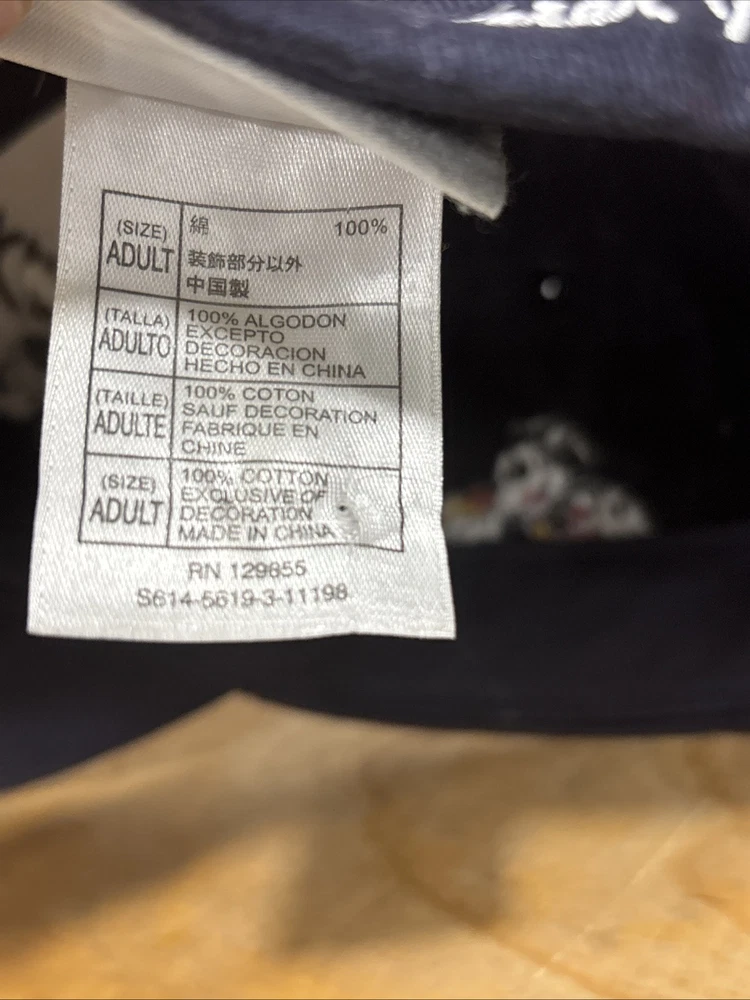 (SIZE)
ADULT
綿 100%
装飾部分以外
中国製
(TALLA)
ADULTO
100% ALGODON
EXCEPTO
DECORACION
HECHO EN CHINA
(TAILLE)
ADULTE
100% COTON
SAUF DECORATION
FABRIQUE EN
CHINE
(SIZE)
ADULT
100% COTTON
EXCLUSIVE OF
DECORATION
MADE IN CHINA
RN 129855
S614-5619-3-11198